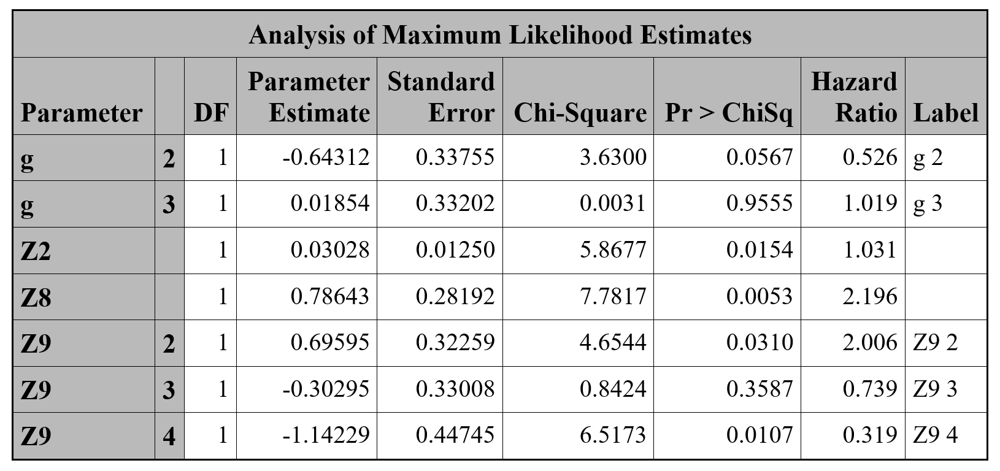 Analysis of Maximum Likelihood Estimates
Parameter DF Parameter Estimate Standard Error Chi-Square Pr > ChiSq Hazard Ratio Label
g 2 1 -0.64312 0.33755 3.6300 0.0567 0.526 g 2
g 3 1 0.01854 0.33202 0.0031 0.9555 1.019 g 3
Z2 1 0.03028 0.01250 5.8677 0.0154 1.031
Z8 1 0.78643 0.28192 7.7817 0.0053 2.196
Z9 2 1 0.69595 0.32259 4.6544 0.0310 2.006 Z9 2
Z9 3 1 -0.30295 0.33008 0.8424 0.3587 0.739 Z9 3
Z9 4 1 -1.14229 0.44745 6.5173 0.0107 0.319 Z9 4